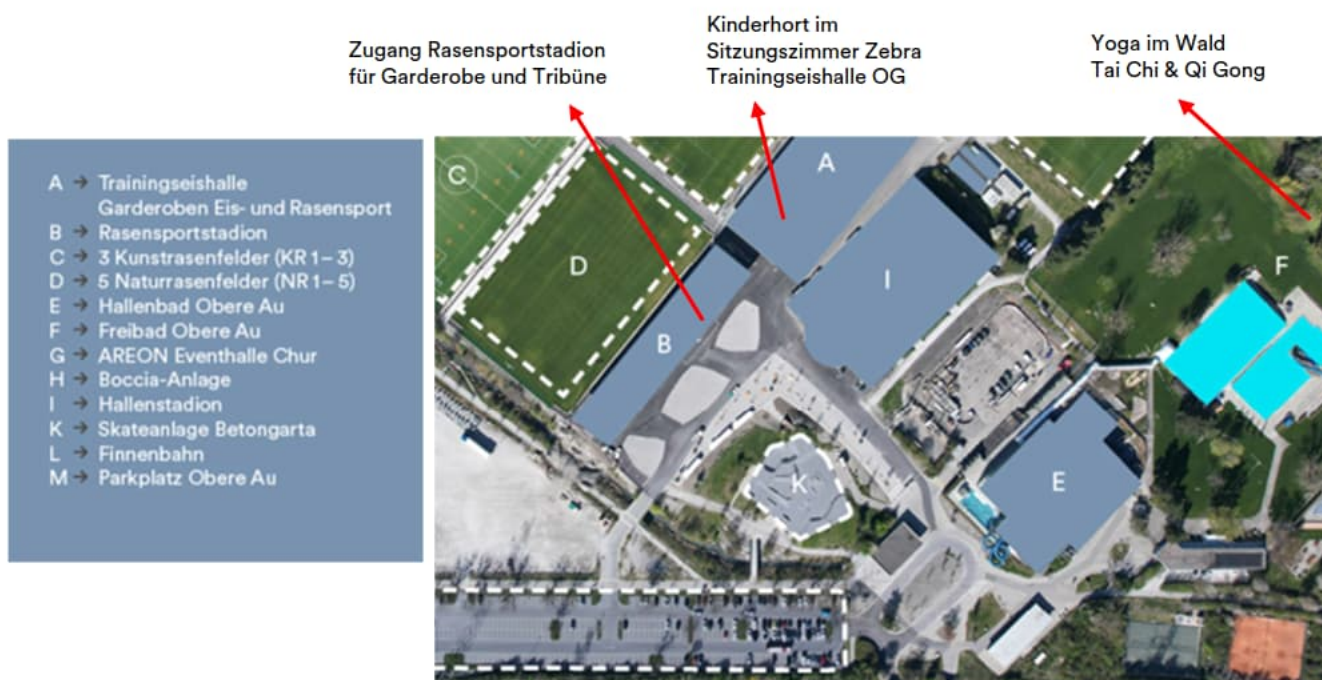 Zugang Rasensportstadion
für Garderobe und Tribüne
Kinderhort im
Sitzungszimmer Zebra
Trainingseishalle OG
Yoga im Wald
Tai Chi & Qi Gong
A → Trainingseishalle
Garderoben Eis- und Rasensport
B → Rasensportstadion
C → 3 Kunstrasenfelder (KR 1 – 3)
D → 5 Naturrasenfelder (NR 1 – 5)
E → Hallenbad Obere Au
F → Freibad Obere Au
G → AREON Eventhalle Chur
H → Boccia-Anlage
I → Hallenstadion
K → Skateanlage Betongarta
L → Finnenbahn
M → Parkplatz Obere Au
C
A
D
I
F
B
K
E